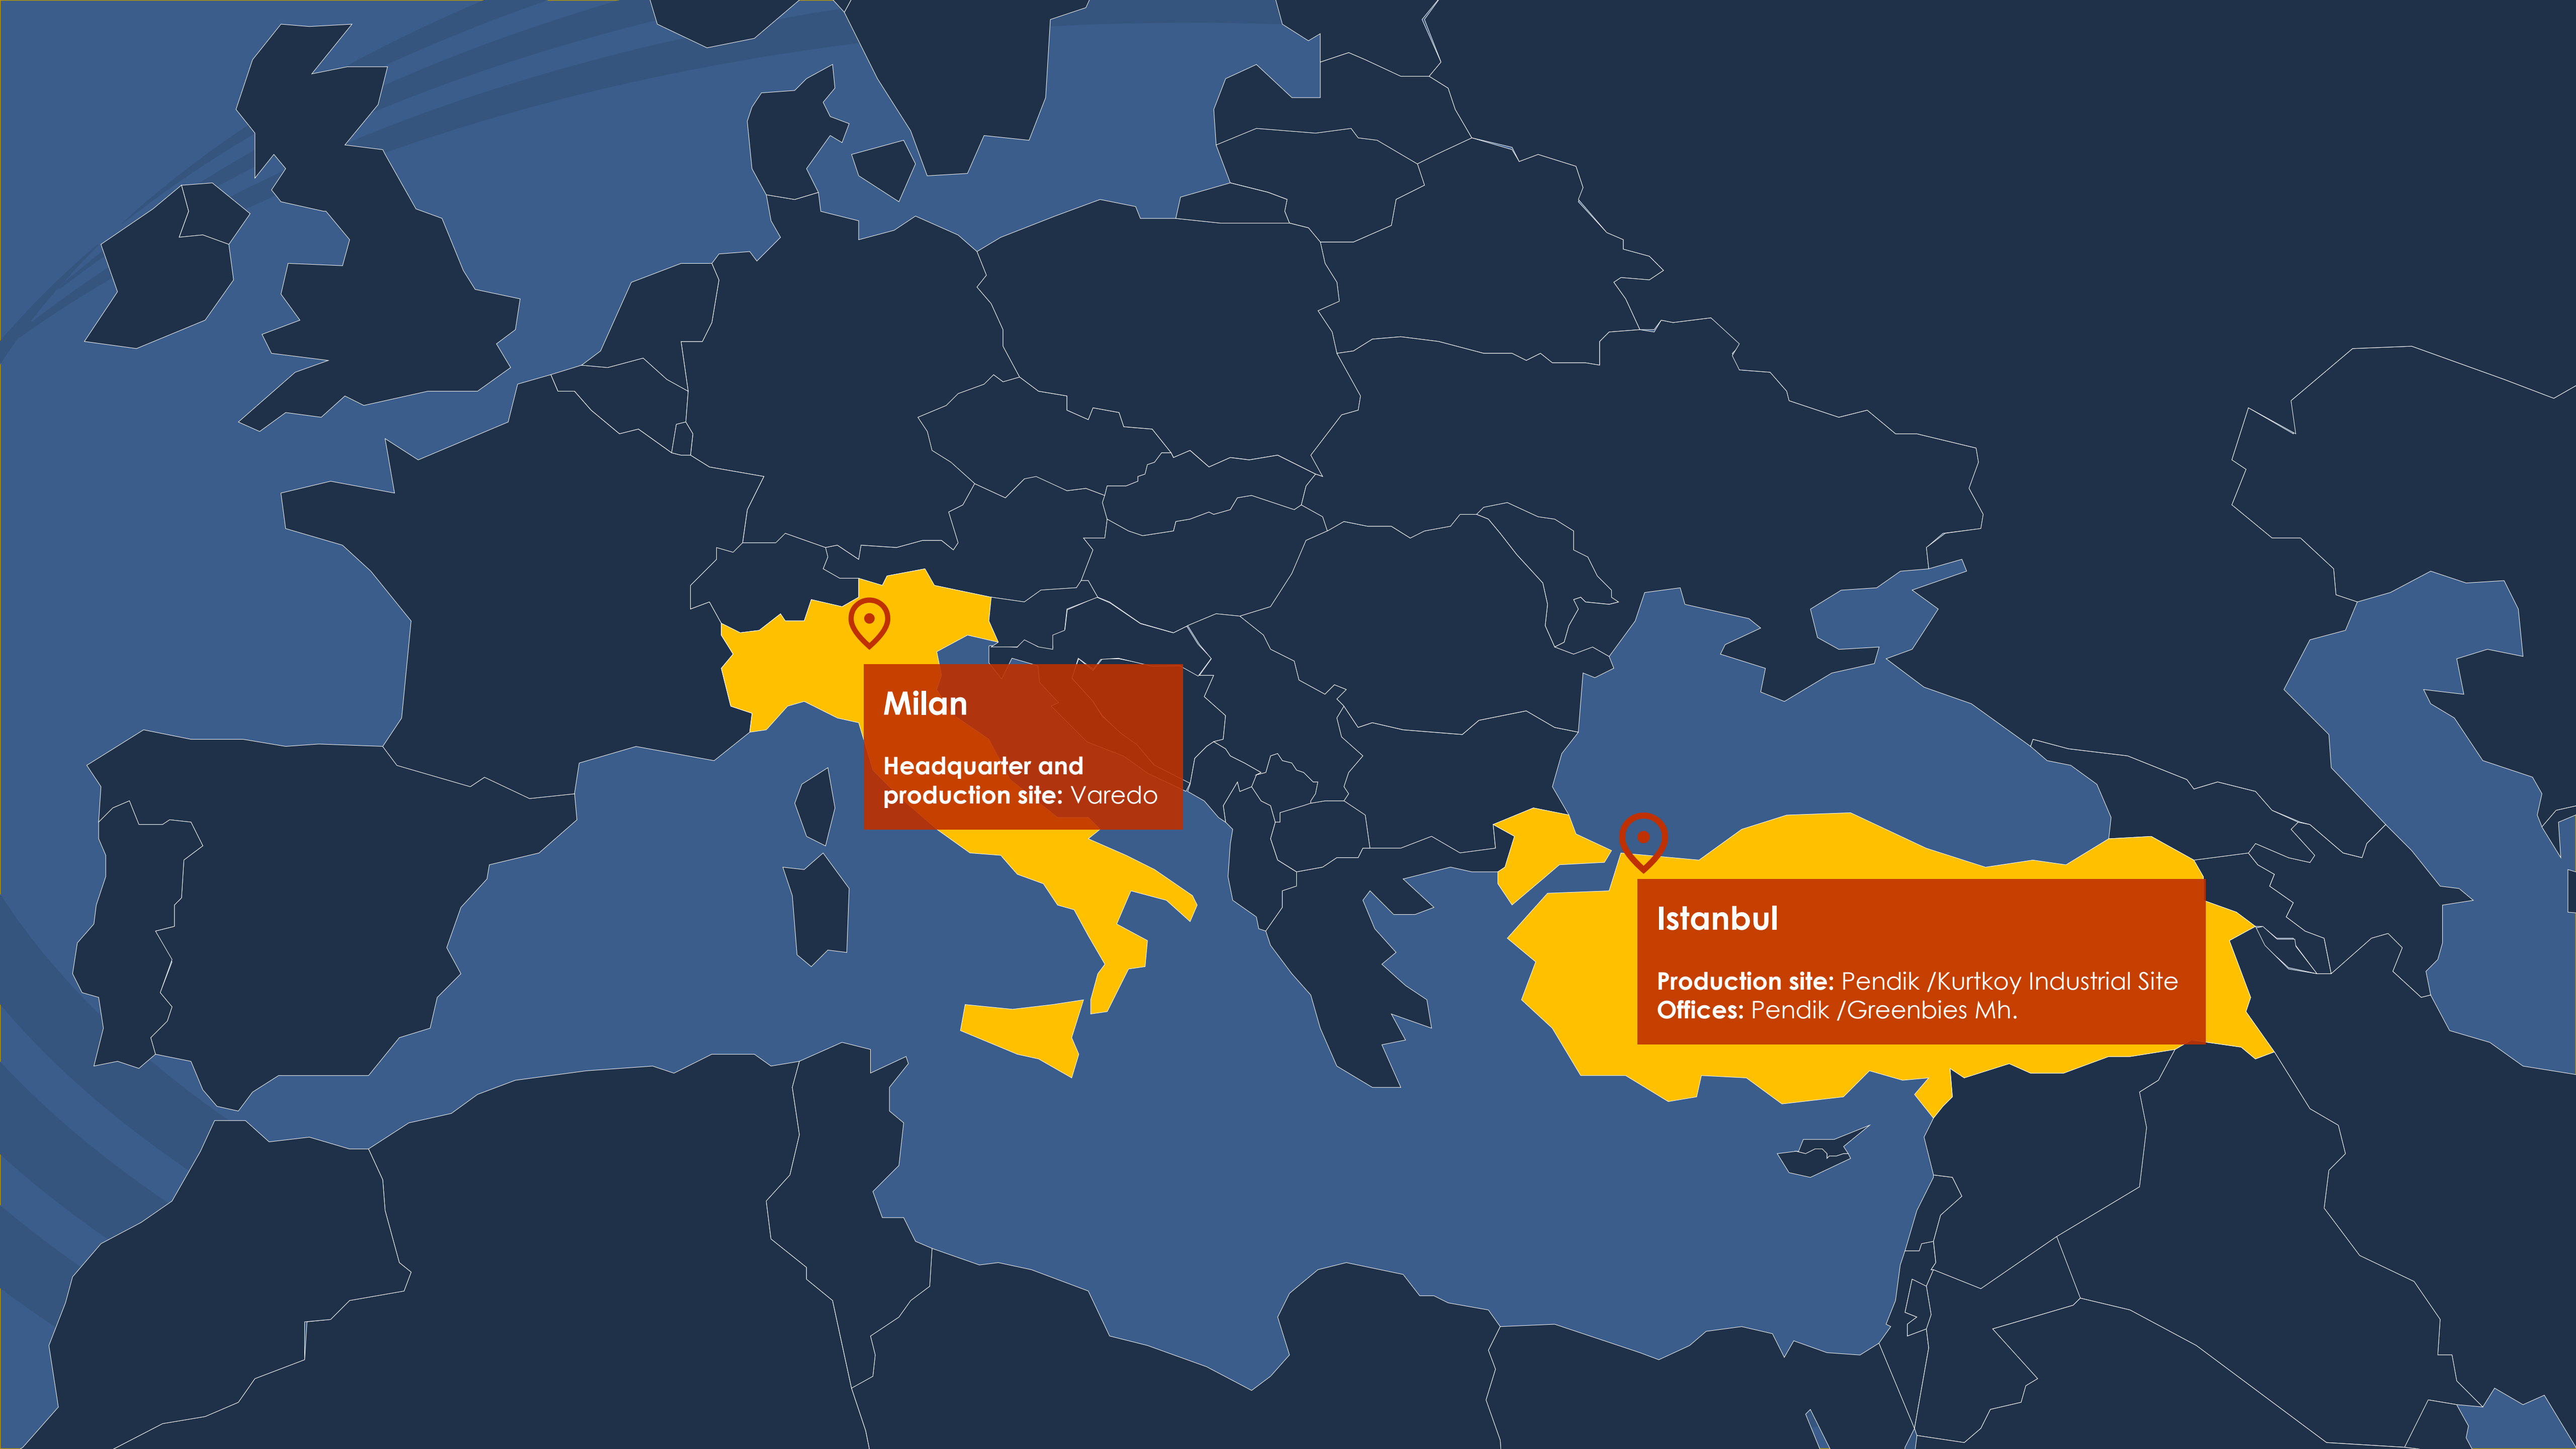 Milan
Headquarter and
production site: Varedo
Istanbul
Production site: Pendik /Kurtkoy Industrial Site
Offices: Pendik /Greenbies Mh.